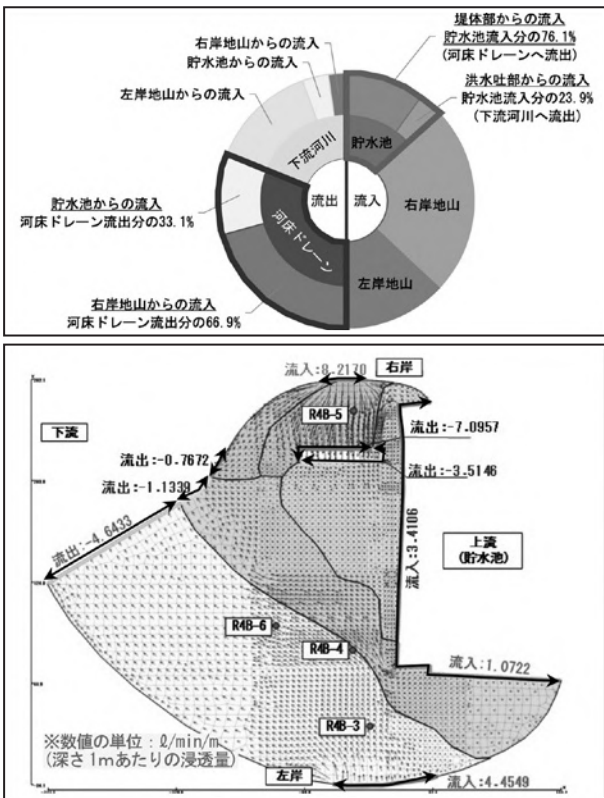 堤体部からの流入
貯水池流入分の76.1%
(河床ドレーンへ流出)
右岸地山からの流入
貯水池からの流入
洪水吐部からの流入
貯水池流入分の23.9%
(下流河川へ流出)
左岸地山からの流入
下流河川
貯水池
貯水池からの流入
河床ドレーン流出分の33.1%
流出
流入
右岸地山
河床ドレーン
左岸地山
右岸地山からの流入
河床ドレーン流出分の66.9%
流入:8.2170
右岸
R4B-5
下流
流出:-7.0957
流出:-0.7672
流出:-3.5146
流出:-1.1339
流出:-4.6433
流入:3.4106
上流
(貯水池)
R4B-6
R4B-4
流入:1.0722
R4B-3
※数値の単位:ℓ/min/m
(深さ1mあたりの浸透量)
左岸
流入:4.4549